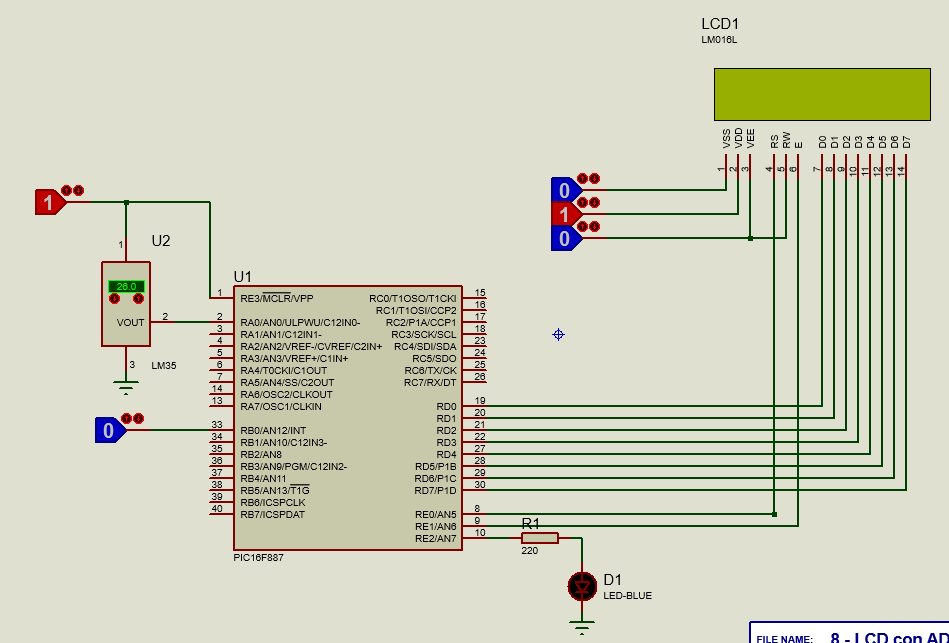 LCD1
LM016L
VSS
VDD
VEE
RS
RW
E
D0
D1
D2
D3
D4
D5
D6
D7
1
2
3
4
5
6
7
8
9
10
11
12
13
14
0
1
0
1
U2
1
26.0
VOUT
2
3
LM35
0
U1
1
RE3/MCLR/VPP
2
RA0/AN0/ULPWU/C12IN0-
3
RA1/AN1/C12IN1-
4
RA2/AN2/VREF-/CVREF/C2IN+
5
RA3/AN3/VREF+/C1IN+
6
RA4/T0CKI/C1OUT
7
RA5/AN4/SS/C2OUT
14
RA6/OSC2/CLKOUT
13
RA7/OSC1/CLKIN
33
RB0/AN12/INT
34
RB1/AN10/C12IN3-
35
RB2/AN8
36
RB3/AN9/PGM/C12IN2-
37
RB4/AN11
38
RB5/AN13/T1G
39
RB6/ICSPCLK
40
RB7/ICSPDAT
RC0/T1OSO/T1CKI
15
RC1/T1OSI/CCP2
16
RC2/P1A/CCP1
17
RC3/SCK/SCL
18
RC4/SDI/SDA
23
RC5/SDO
24
RC6/TX/CK
25
RC7/RX/DT
26
RD0
19
RD1
20
RD2
21
RD3
22
RD4
27
RD5/P1B
28
RD6/P1C
29
RD7/P1D
30
RE0/AN5
8
RE1/AN6
9
RE2/AN7
10
PIC16F887
R1
220
D1
LED-BLUE
FILE NAME: 8 - LCD con AD